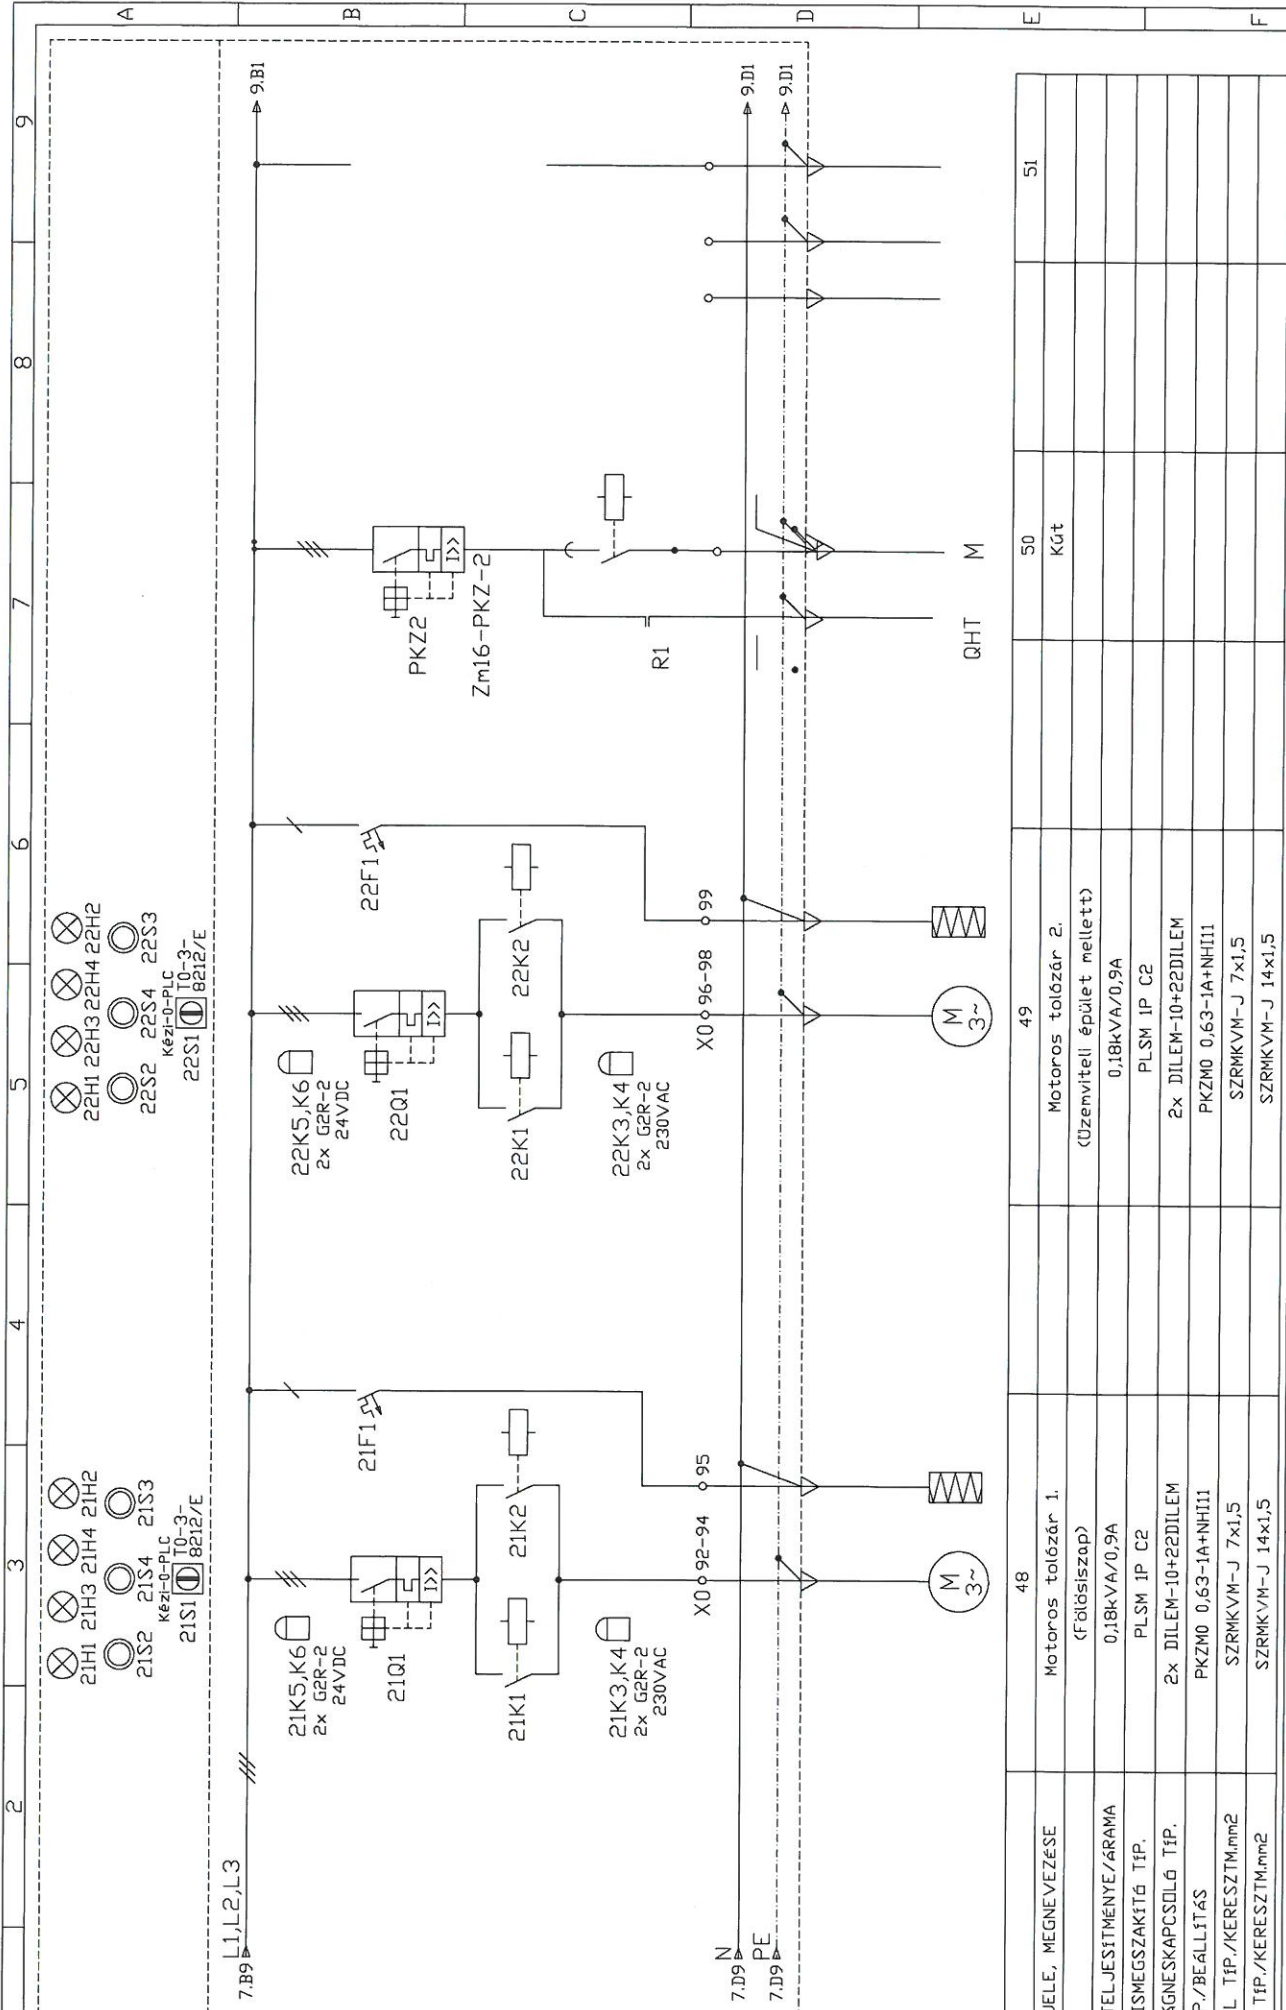 2
3
4
5
6
7
8
9
A
B
C
D
E
F
21H1 21H3 21H4 21H2
21S2 21S4 21S3
Kézi-0-PLC
21S1 TO-3-
8212/E
22H1 22H3 22H4 22H2
22S2 22S4 22S3
Kézi-0-PLC
22S1 TO-3-
8212/E
7.B9 L1,L2,L3
9.B1
21K5,K6
2x G2R-2
24VDC
21Q1
I>>
21F1
21K1
21K2
21K3,K4
2x G2R-2
230VAC
X0 92-94
95
22K5,K6
2x G2R-2
24VDC
22Q1
I>>
22F1
22K1
22K2
22K3,K4
2x G2R-2
230VAC
X0 96-98
99
PKZ2
I>>
Zm16-PKZ-2
R1
7.D9 N
9.D1
7.D9 PE
9.D1
M
3~
M
3~
QHT
M
48
49
50
51
JELE, MEGNEVEZÉSE
Motoros tolózár 1.
Motoros tolózár 2.
Kút
(Fölösiszap)
(Üzemviteli épület mellett)
TELJESÍTMÉNYE/ÁRAMA
0,18kVA/0,9A
0,18kVA/0,9A
ISMEGSZAKÍTÓ TÍP.
PLSM 1P C2
PLSM 1P C2
ÁGNESKAPCSOLÓ TÍP.
2x DILEM-10+22DILEM
2x DILEM-10+22DILEM
P./BEÁLLÍTÁS
PKZM0 0,63-1A+NHI11
PKZM0 0,63-1A+NHI11
L TÍP./KERESZTM.mm2
SZRMKVM-J 7x1,5
SZRMKVM-J 7x1,5
TÍP./KERESZTM.mm2
SZRMKVM-J 14x1,5
SZRMKVM-J 14x1,5